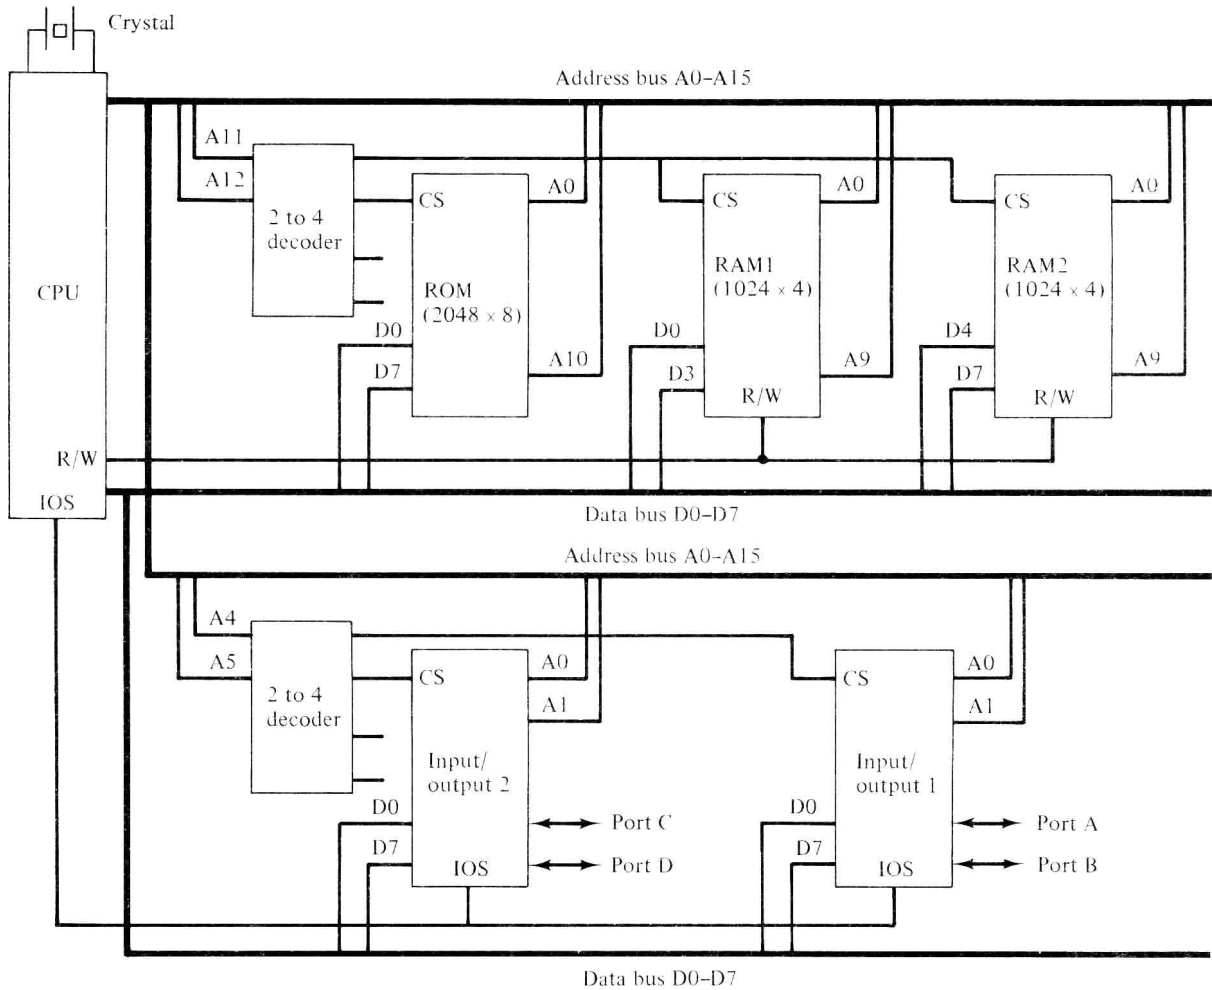 Crystal
Address bus A0–A15
A11
A12
2 to 4
decoder
CS
A0
ROM
(2048 × 8)
D0
D7
A10
CS
A0
RAM1
(1024 × 4)
D0
D3
A9
R/W
CS
A0
RAM2
(1024 × 4)
D4
D7
A9
R/W
CPU
R/W
IOS
Data bus D0–D7
Address bus A0–A15
A4
A5
2 to 4
decoder
CS
A0
A1
Input/
output 2
D0
D7
IOS
Port C
Port D
CS
A0
A1
Input/
output 1
D0
D7
IOS
Port A
Port B
Data bus D0–D7